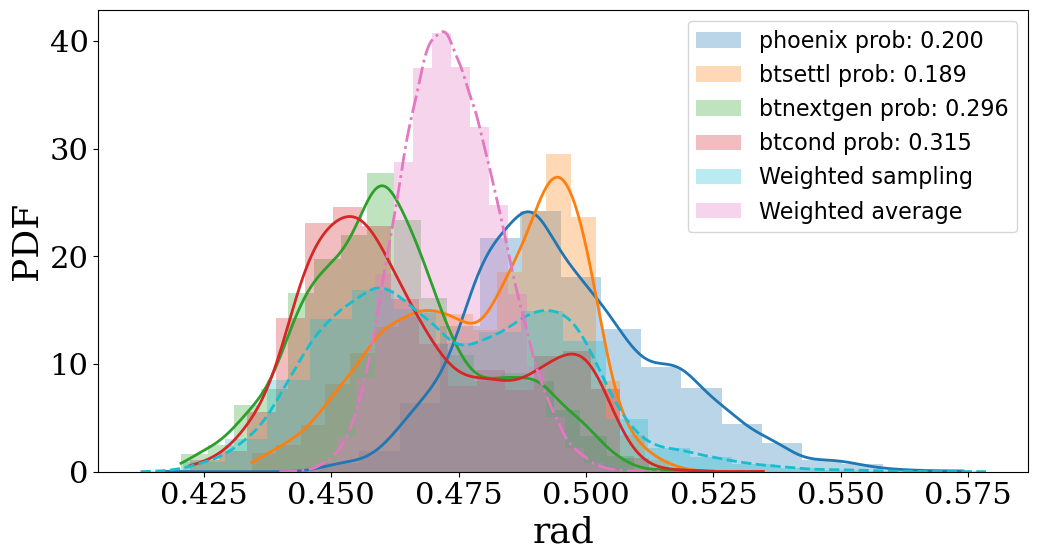 PDF
40
30
20
10
0
0.425 0.450 0.475 0.500 0.525 0.550 0.575
rad
phoenix prob: 0.200
btsettl prob: 0.189
btnextgen prob: 0.296
btcond prob: 0.315
Weighted sampling
Weighted average